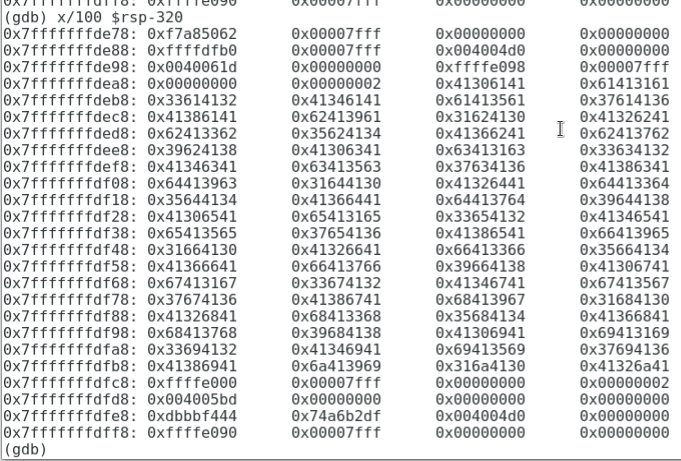 0x7fffffffdff8: 0xffffe090 0x00007fff 0x00000000 0x00000000
(gdb) x/100 $rsp-320
0x7fffffffde78: 0xf7a85062 0x00007fff 0x00000000 0x00000000
0x7fffffffde88: 0xffffdfb0 0x00007fff 0x004004d0 0x00000000
0x7fffffffde98: 0x0040061d 0x00000000 0xffffe098 0x00007fff
0x7fffffffdea8: 0x00000000 0x00000002 0x41306141 0x61413161
0x7fffffffdeb8: 0x33614132 0x41346141 0x61413561 0x37614136
0x7fffffffdec8: 0x41386141 0x62413961 0x31624130 0x41326241
0x7fffffffded8: 0x62413362 0x35624134 0x41366241 0x62413762
0x7fffffffdee8: 0x39624138 0x41306341 0x63413163 0x33634132
0x7fffffffdef8: 0x41346341 0x63413563 0x37634136 0x41386341
0x7fffffffdf08: 0x64413963 0x31644130 0x41326441 0x64413364
0x7fffffffdf18: 0x35644134 0x41366441 0x64413764 0x39644138
0x7fffffffdf28: 0x41306541 0x65413165 0x33654132 0x41346541
0x7fffffffdf38: 0x65413565 0x37654136 0x41386541 0x66413965
0x7fffffffdf48: 0x31664130 0x41326641 0x66413366 0x35664134
0x7fffffffdf58: 0x41366641 0x66413766 0x39664138 0x41306741
0x7fffffffdf68: 0x67413167 0x33674132 0x41346741 0x67413567
0x7fffffffdf78: 0x37674136 0x41386741 0x68413967 0x31684130
0x7fffffffdf88: 0x41326841 0x68413368 0x35684134 0x41366841
0x7fffffffdf98: 0x68413768 0x39684138 0x41306941 0x69413169
0x7fffffffdfa8: 0x33694132 0x41346941 0x69413569 0x37694136
0x7fffffffdfb8: 0x41386941 0x6a413969 0x316a4130 0x41326a41
0x7fffffffdfc8: 0xffffe000 0x00007fff 0x00000000 0x00000002
0x7fffffffdfd8: 0x004005bd 0x00000000 0x00000000 0x00000000
0x7fffffffdfe8: 0xdbbbf444 0x74a6b2df 0x004004d0 0x00000000
0x7fffffffdff8: 0xffffe090 0x00007fff 0x00000000 0x00000000
(gdb)